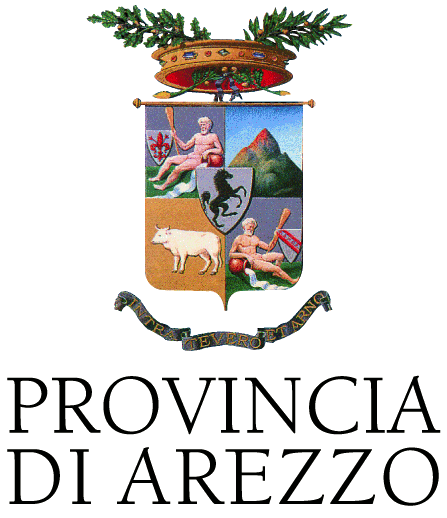 INTRA TEVERO ET ARNO
PROVINCIA
DI AREZZO